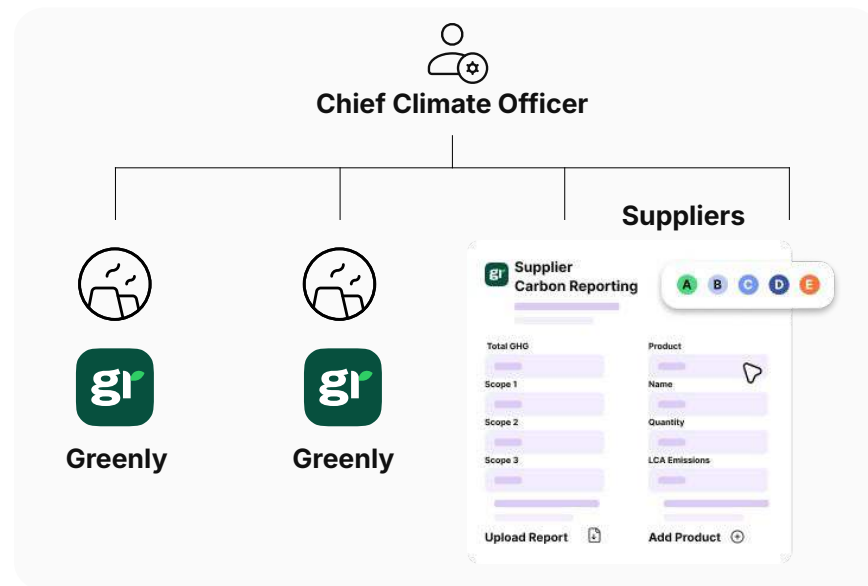 Chief Climate Officer
Suppliers
gr
Greenly
gr
Greenly
gr
Supplier
Carbon Reporting
A B C D E
Total GHG
Scope 1
Scope 2
Scope 3
Upload Report
Product
Name
Quantity
LCA Emissions
Add Product